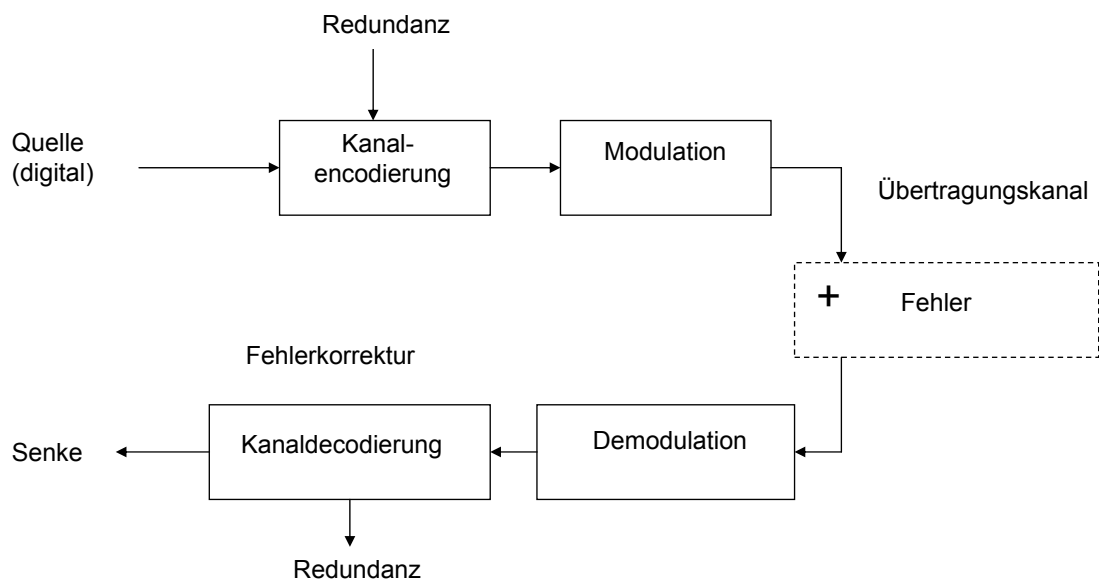 Redundanz
Quelle
(digital)
Kanal-
encodierung
Modulation
Übertragungskanal
+ Fehler
Fehlerkorrektur
Senke
Kanaldecodierung
Demodulation
Redundanz